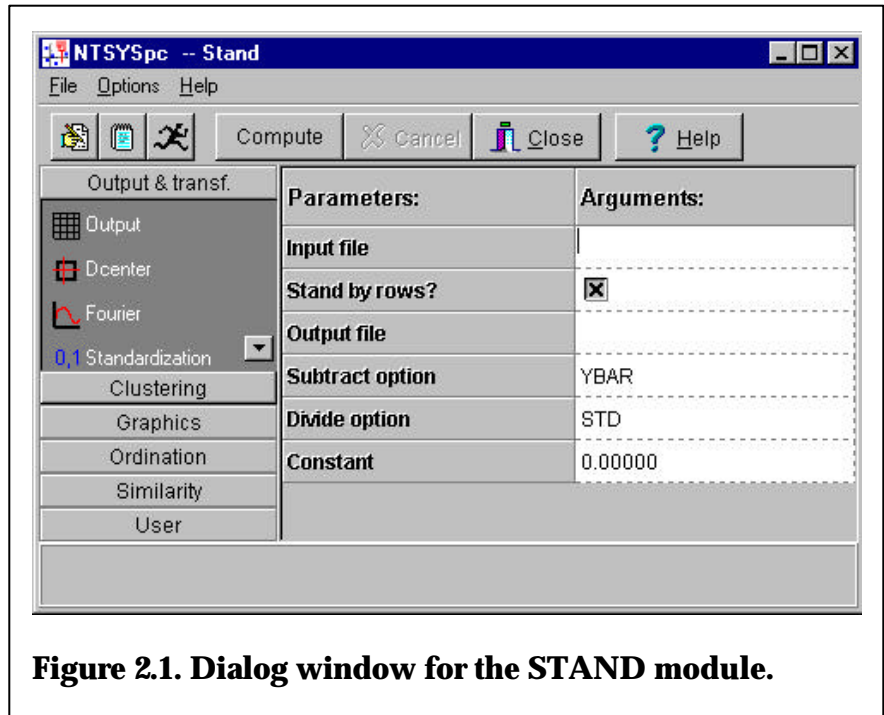 NTSYSpc -- Stand
File Options Help
Compute Cancel Close ? Help
Output & transf.
Output
Dcenter
Fourier
0,1 Standardization
Clustering
Graphics
Ordination
Similarity
User
Parameters: Arguments:
Input file
Stand by rows?
Output file
Subtract option YBAR
Divide option STD
Constant 0.00000
Figure 2.1. Dialog window for the STAND module.